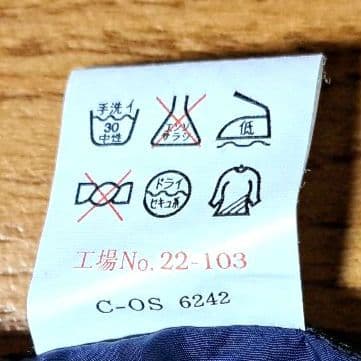 手洗イ
30
中性
エンソ
サラシ
低
ドライ
セキユ系
工場No.22-103
C-OS 6242